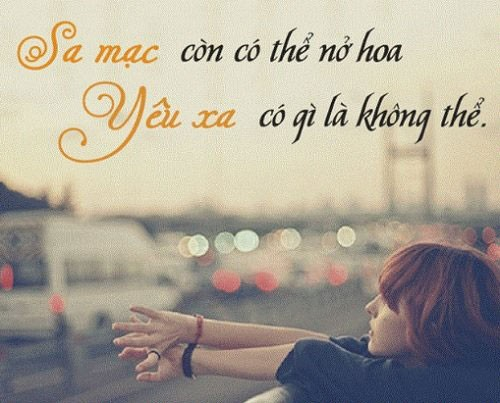 Sa mạc còn có thể nở hoa
Yêu xa có gì là không thể.